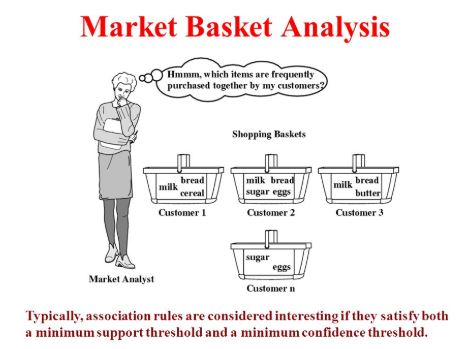 Market Basket Analysis
Hmmm, which items are frequently
purchased together by my customers?
Shopping Baskets
milk bread
cereal
milk bread
sugar eggs
milk bread
butter
Customer 1
Customer 2
Customer 3
sugar
eggs
Market Analyst
Customer n
Typically, association rules are considered interesting if they satisfy both
a minimum support threshold and a minimum confidence threshold.